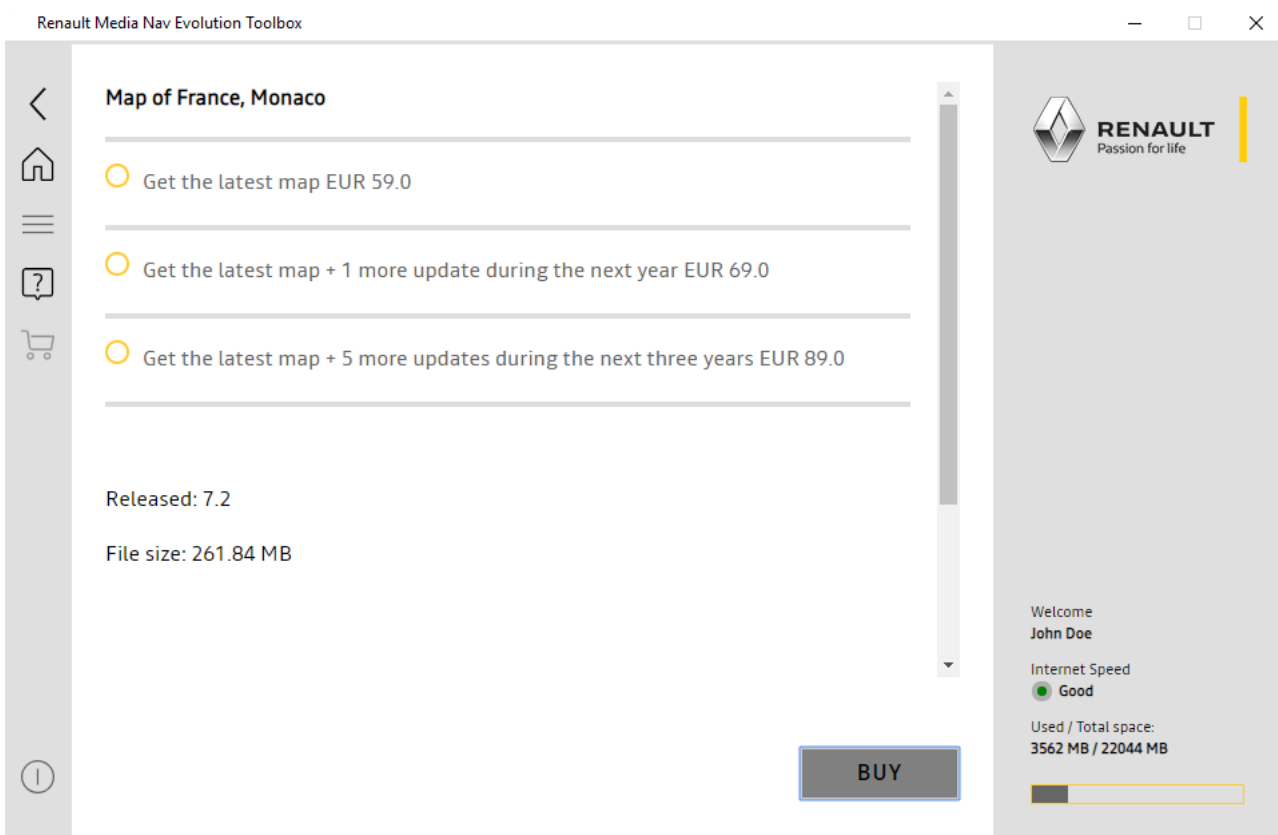 Renault Media Nav Evolution Toolbox
Map of France, Monaco
Get the latest map EUR 59.0
Get the latest map + 1 more update during the next year EUR 69.0
Get the latest map + 5 more updates during the next three years EUR 89.0
Released: 7.2
File size: 261.84 MB
BUY
RENAULT
Passion for life
Welcome
John Doe
Internet Speed
Good
Used / Total space:
3562 MB / 22044 MB